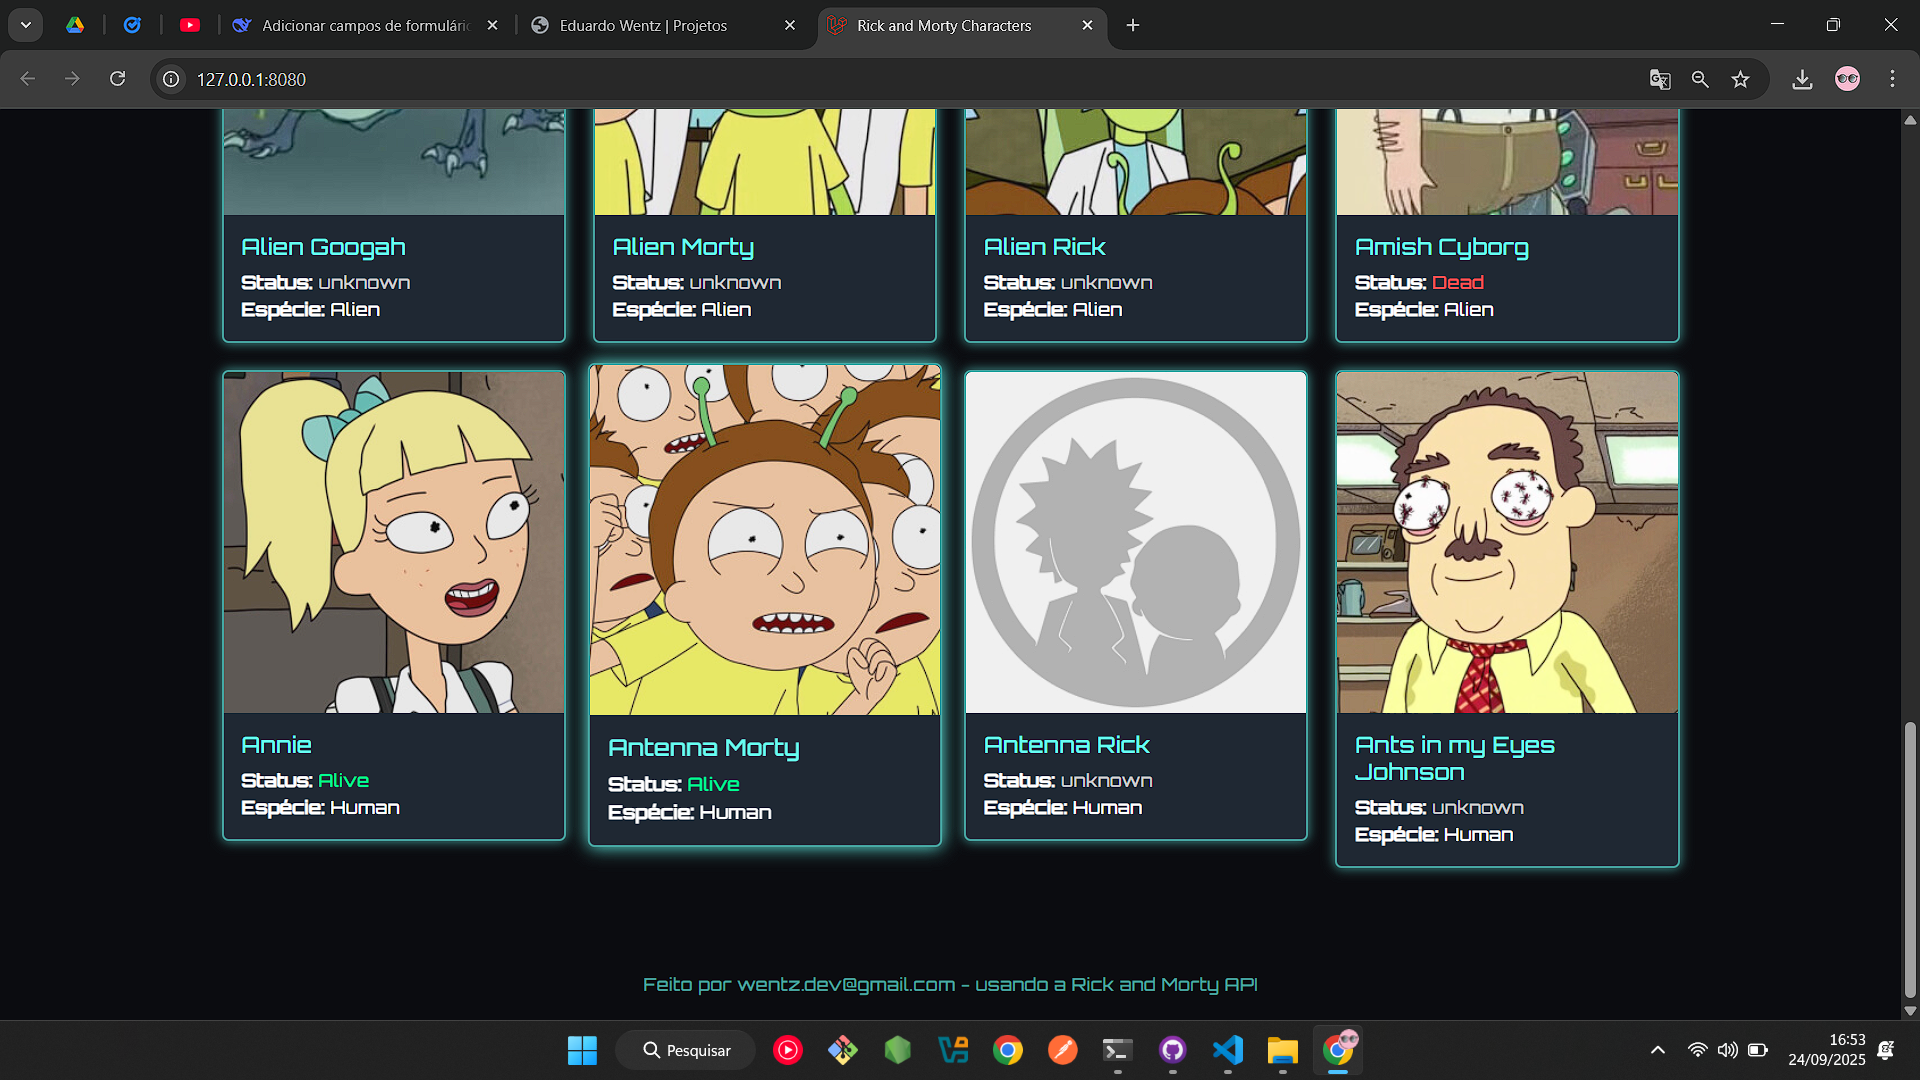 Adicionar campos de formulári
Eduardo Wentz | Projetos
Rick and Morty Characters
127.0.0.1:8080
Alien Googah
Status: unknown
Espécie: Alien
Alien Morty
Status: unknown
Espécie: Alien
Alien Rick
Status: unknown
Espécie: Alien
Amish Cyborg
Status: Dead
Espécie: Alien
Annie
Status: Alive
Espécie: Human
Antenna Morty
Status: Alive
Espécie: Human
Antenna Rick
Status: unknown
Espécie: Human
Ants in my Eyes
Johnson
Status: unknown
Espécie: Human
Feito por wentz.dev@gmail.com - usando a Rick and Morty API
Pesquisar
16:53
24/09/2025